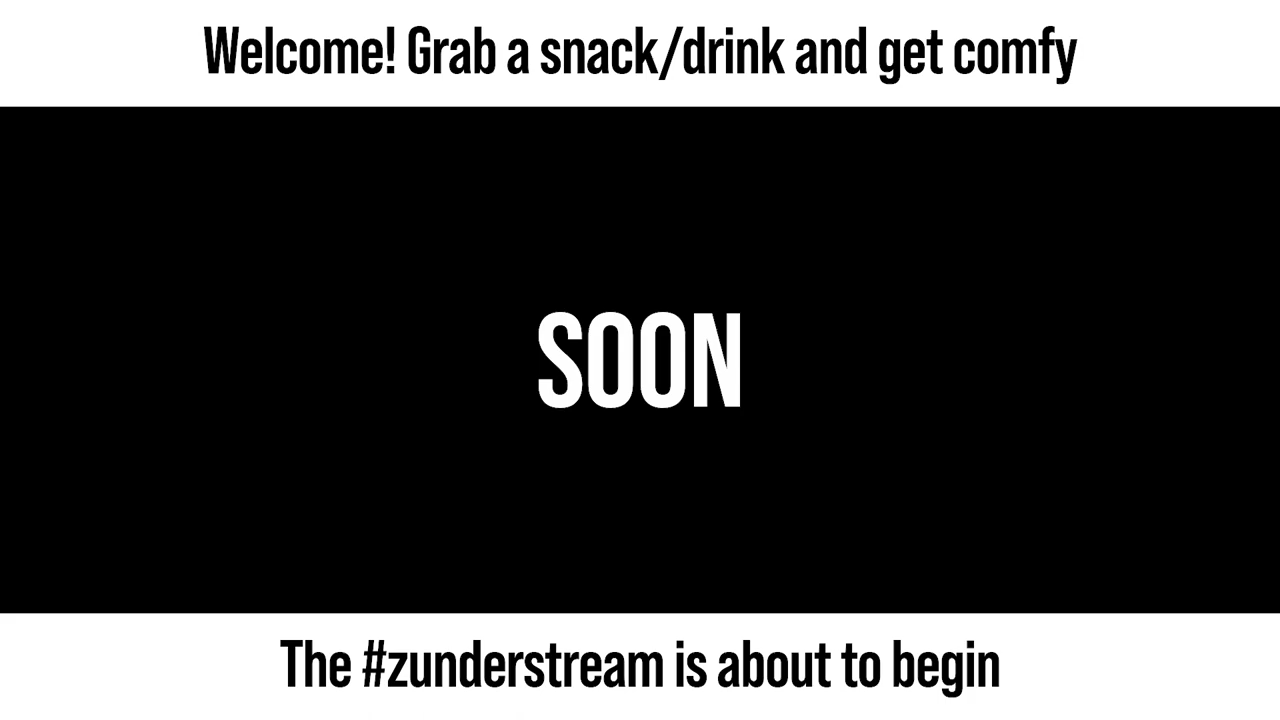 Welcome! Grab a snack/drink and get comfy
SOON
The #zunderstream is about to begin